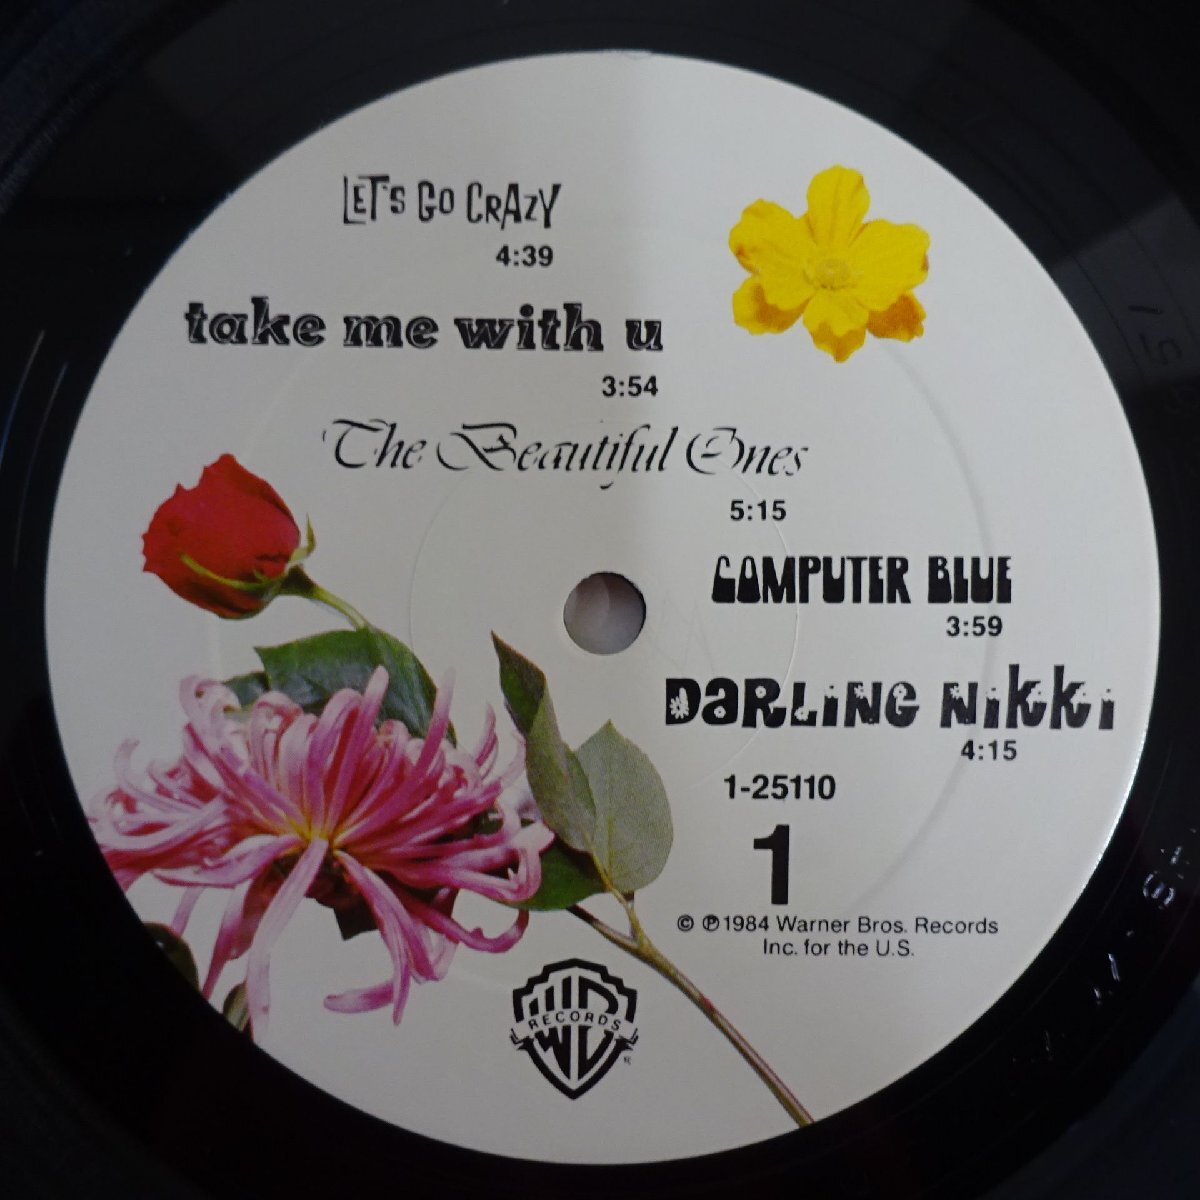 LET'S GO CRAZY
4:39
take me with u
3:54
The Beautiful Ones
5:15
COMPUTER BLUE
3:59
DARLING NIKKI
4:15
1-25110
1
© ℗ 1984 Warner Bros. Records
Inc. for the U.S.
RECORDS
®